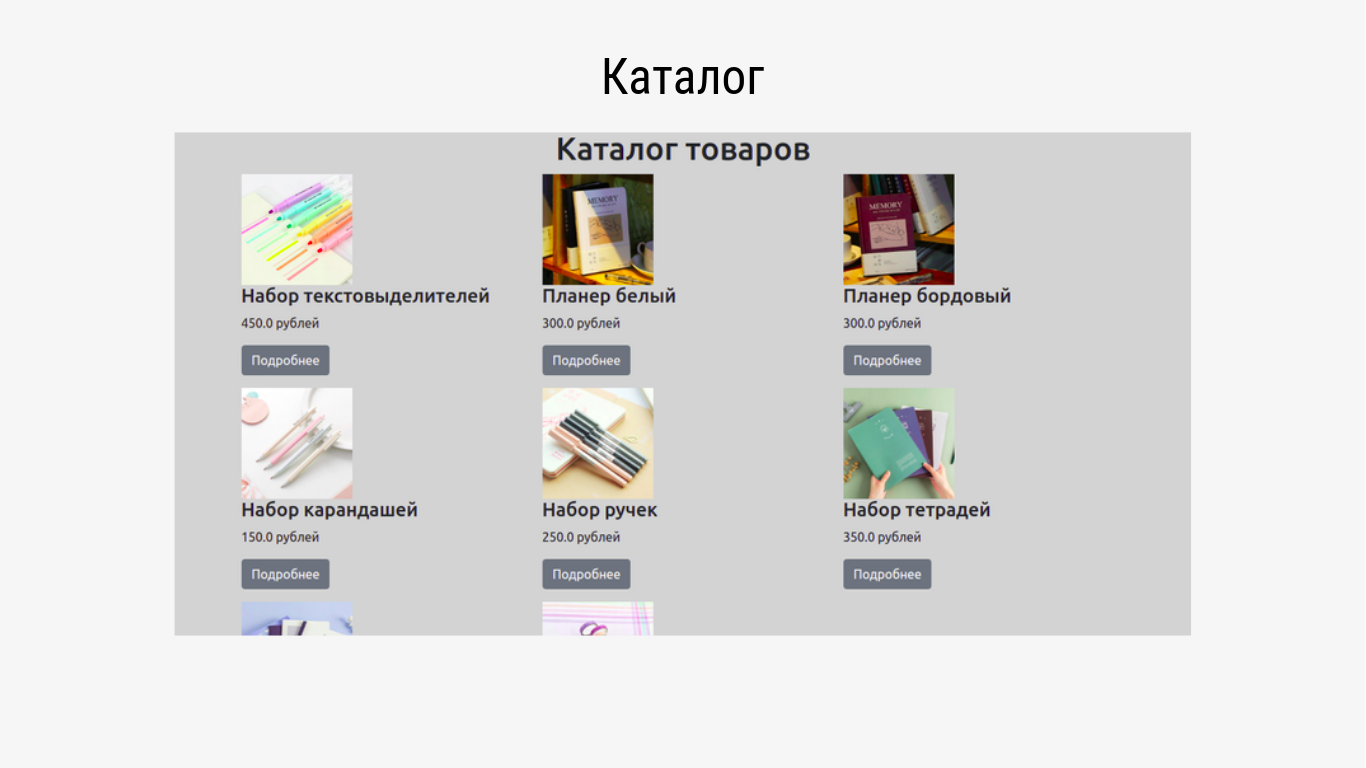 Каталог
Каталог товаров
MEMORY
MEMORY
Набор текстовыделителей
Планер белый
Планер бордовый
450.0 рублей
300.0 рублей
300.0 рублей
Подробнее
Подробнее
Подробнее
Набор карандашей
Набор ручек
Набор тетрадей
150.0 рублей
250.0 рублей
350.0 рублей
Подробнее
Подробнее
Подробнее